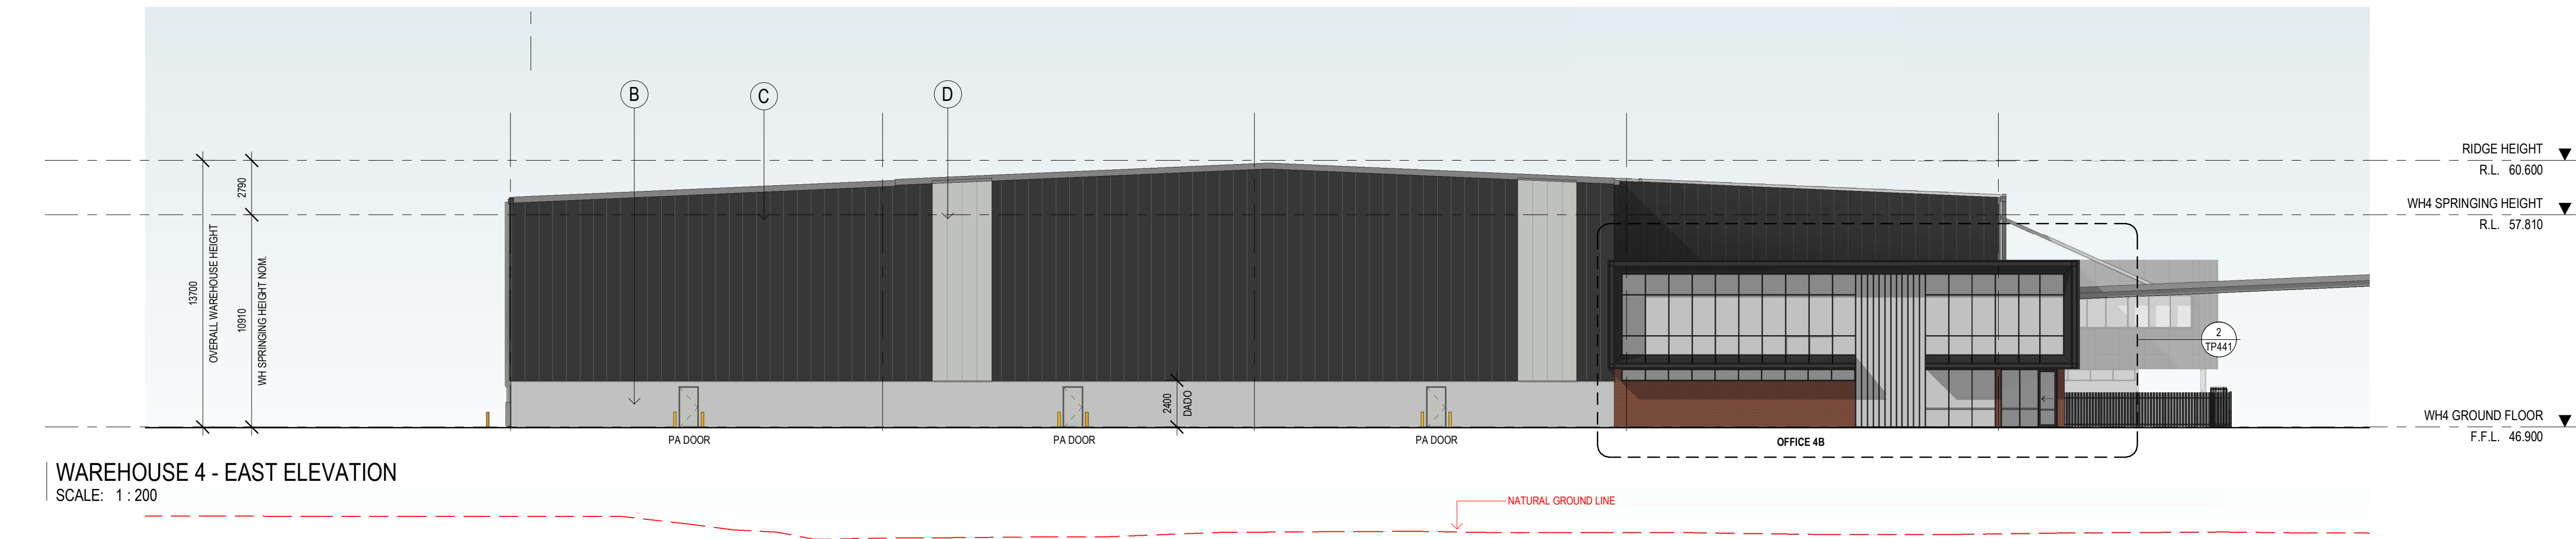 B
C
D
RIDGE HEIGHT
R.L. 60.600
WH4 SPRINGING HEIGHT
R.L. 57.810
2790
13700
OVERALL WAREHOUSE HEIGHT
10910
WH SPRINGING HEIGHT NOM.
2400
DADO
2
TP441
WH4 GROUND FLOOR
F.F.L. 46.900
PA DOOR
PA DOOR
PA DOOR
OFFICE 4B
WAREHOUSE 4 - EAST ELEVATION
SCALE: 1 : 200
NATURAL GROUND LINE